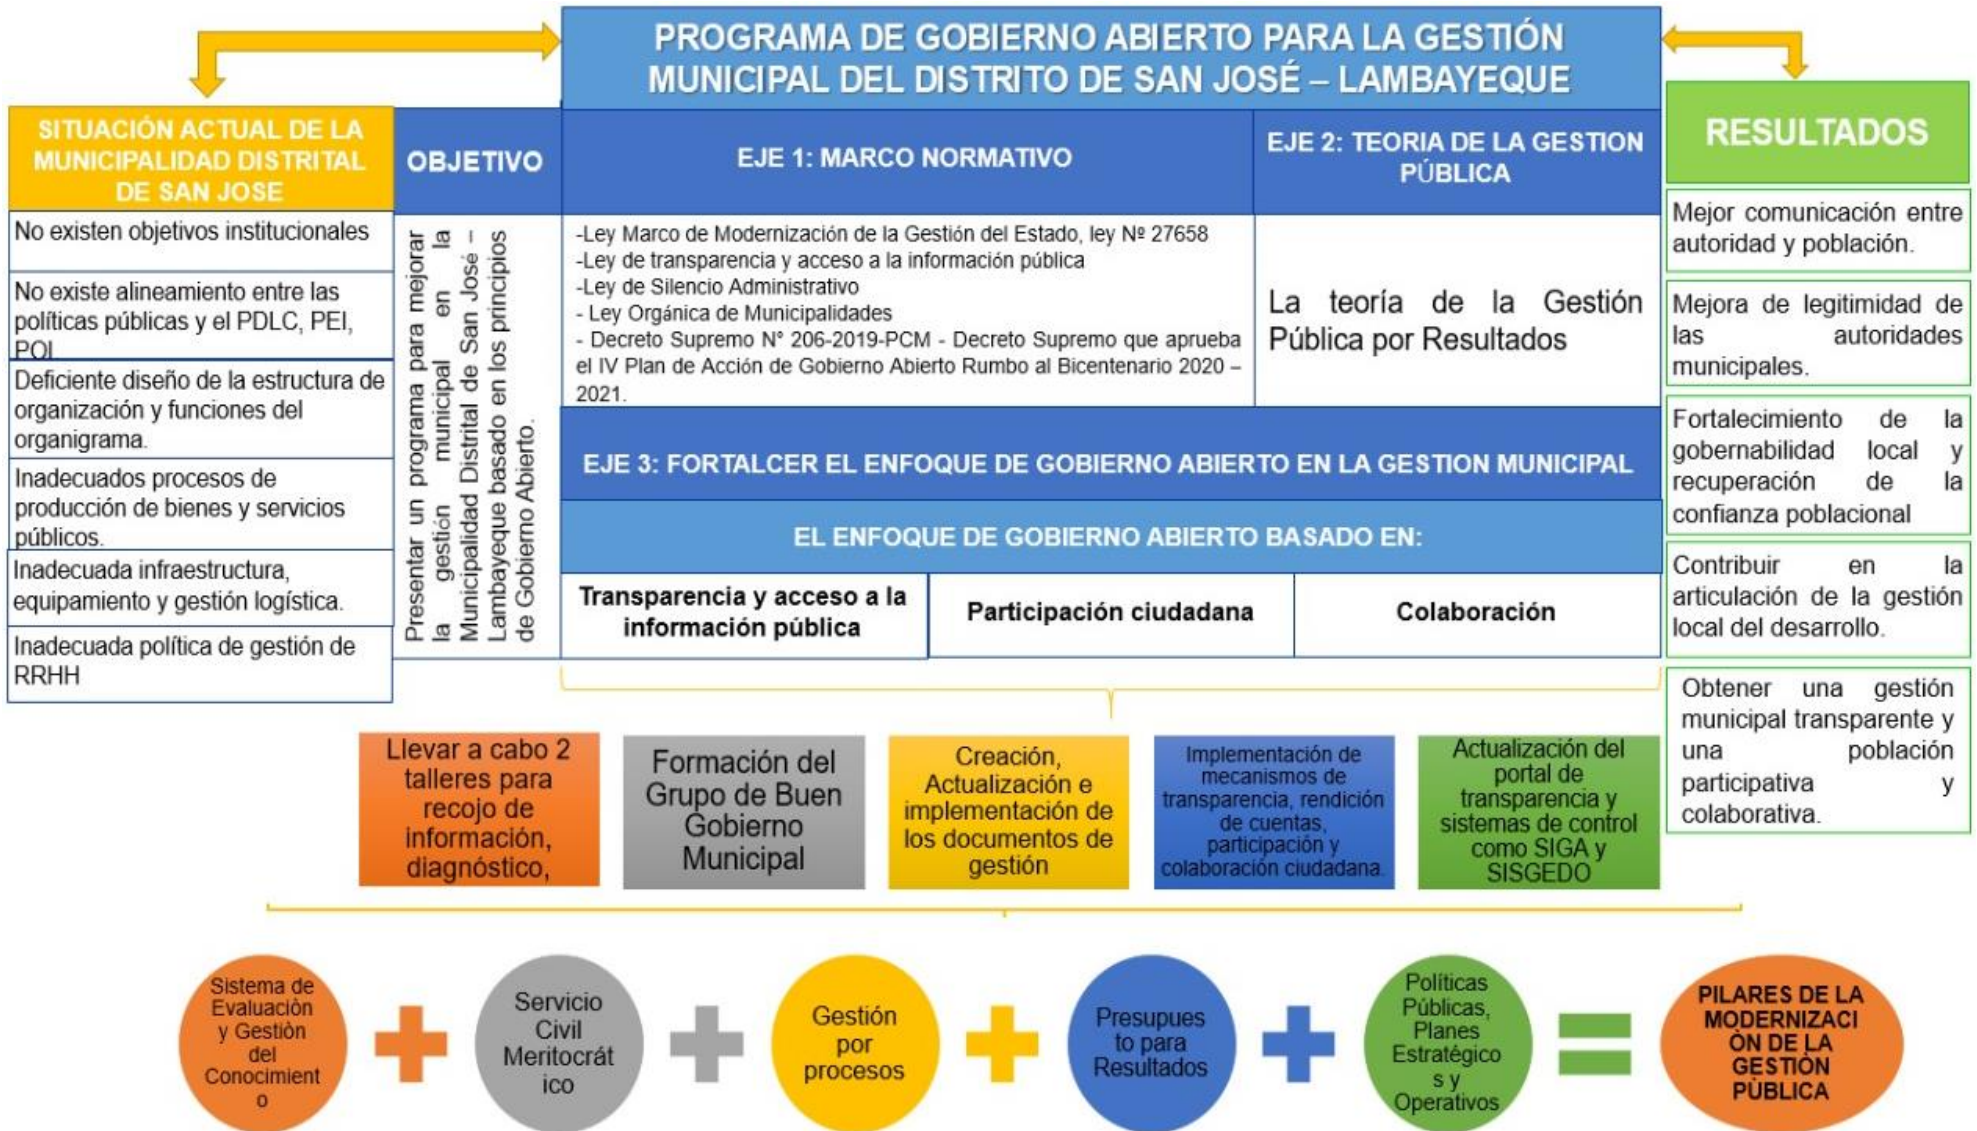 PROGRAMA DE GOBIERNO ABIERTO PARA LA GESTIÓN
MUNICIPAL DEL DISTRITO DE SAN JOSÉ – LAMBAYEQUE
SITUACIÓN ACTUAL DE LA
MUNICIPALIDAD DISTRITAL
DE SAN JOSE
No existen objetivos institucionales
No existe alineamiento entre las
políticas públicas y el PDLC, PEI,
POI
Deficiente diseño de la estructura de
organización y funciones del
organigrama.
Inadecuados procesos de
producción de bienes y servicios
públicos.
Inadecuada infraestructura,
equipamiento y gestión logística.
Inadecuada política de gestión de
RRHH
OBJETIVO
Presentar un programa para mejorar
la gestión municipal en la
Municipalidad Distrital de San José –
Lambayeque basado en los principios
de Gobierno Abierto.
EJE 1: MARCO NORMATIVO
-Ley Marco de Modernización de la Gestión del Estado, ley Nº 27658
-Ley de transparencia y acceso a la información pública
-Ley de Silencio Administrativo
- Ley Orgánica de Municipalidades
- Decreto Supremo N° 206-2019-PCM - Decreto Supremo que aprueba
el IV Plan de Acción de Gobierno Abierto Rumbo al Bicentenario 2020 –
2021.
EJE 2: TEORIA DE LA GESTION
PÚBLICA
La teoría de la Gestión
Pública por Resultados
EJE 3: FORTALCER EL ENFOQUE DE GOBIERNO ABIERTO EN LA GESTION MUNICIPAL
EL ENFOQUE DE GOBIERNO ABIERTO BASADO EN:
Transparencia y acceso a la
información pública
Participación ciudadana
Colaboración
RESULTADOS
Mejor comunicación entre
autoridad y población.
Mejora de legitimidad de
las autoridades
municipales.
Fortalecimiento de la
gobernabilidad local y
recuperación de la
confianza poblacional
Contribuir en la
articulación de la gestión
local del desarrollo.
Obtener una gestión
municipal transparente y
una población
participativa y
colaborativa.
Llevar a cabo 2
talleres para
recojo de
información,
diagnóstico,
Formación del
Grupo de Buen
Gobierno
Municipal
Creación,
Actualización e
implementación de
los documentos de
gestión
Implementación de
mecanismos de
transparencia, rendición
de cuentas,
participación y
colaboración ciudadana.
Actualización del
portal de
transparencia y
sistemas de control
como SIGA y
SISGEDO
Sistema de
Evaluaciòn
y Gestiòn
del
Conocimient
o
Servicio
Civil
Meritocrát
ico
Gestión
por
procesos
Presupues
to para
Resultados
Políticas
Públicas,
Planes
Estratégico
s y
Operativos
PILARES DE LA
MODERNIZACI
ÒN DE LA
GESTIÒN
PÙBLICA